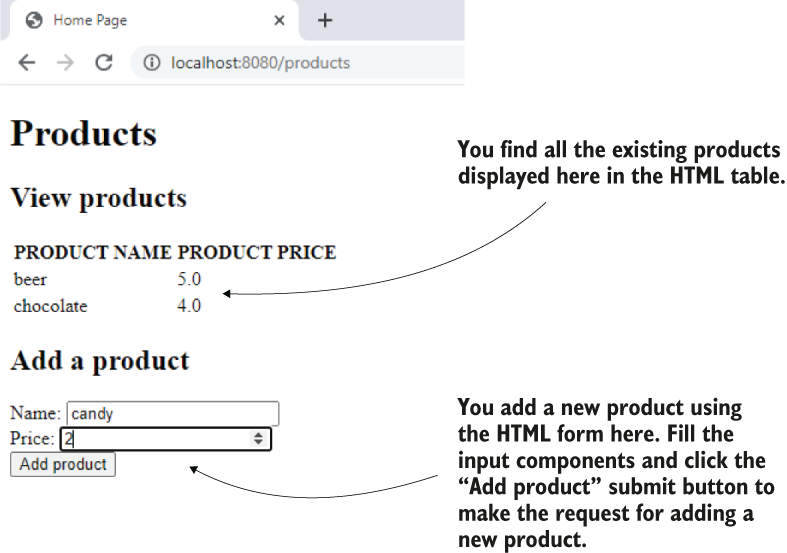 Home Page
localhost:8080/products
Products
You find all the existing products
displayed here in the HTML table.
View products
PRODUCT NAME PRODUCT PRICE
beer 5.0
chocolate 4.0
Add a product
Name: candy
Price: 2
Add product
You add a new product using
the HTML form here. Fill the
input components and click the
“Add product” submit button to
make the request for adding a
new product.